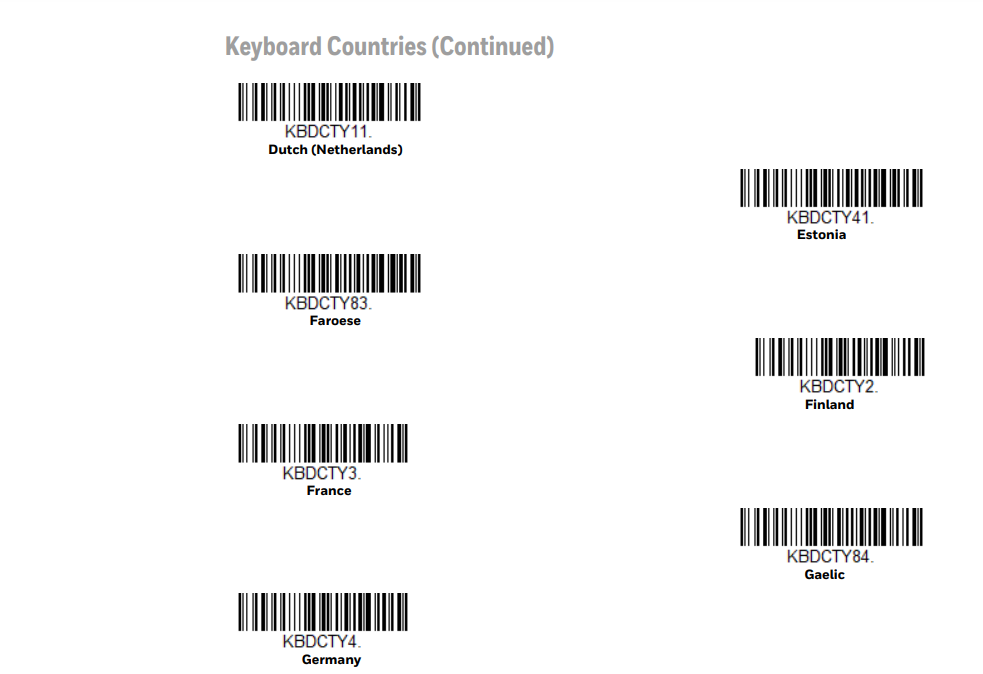 Keyboard Countries (Continued)
KBDCTY11.
Dutch (Netherlands)
KBDCTY41.
Estonia
KBDCTY83.
Faroese
KBDCTY2.
Finland
KBDCTY3.
France
KBDCTY84.
Gaelic
KBDCTY4.
Germany